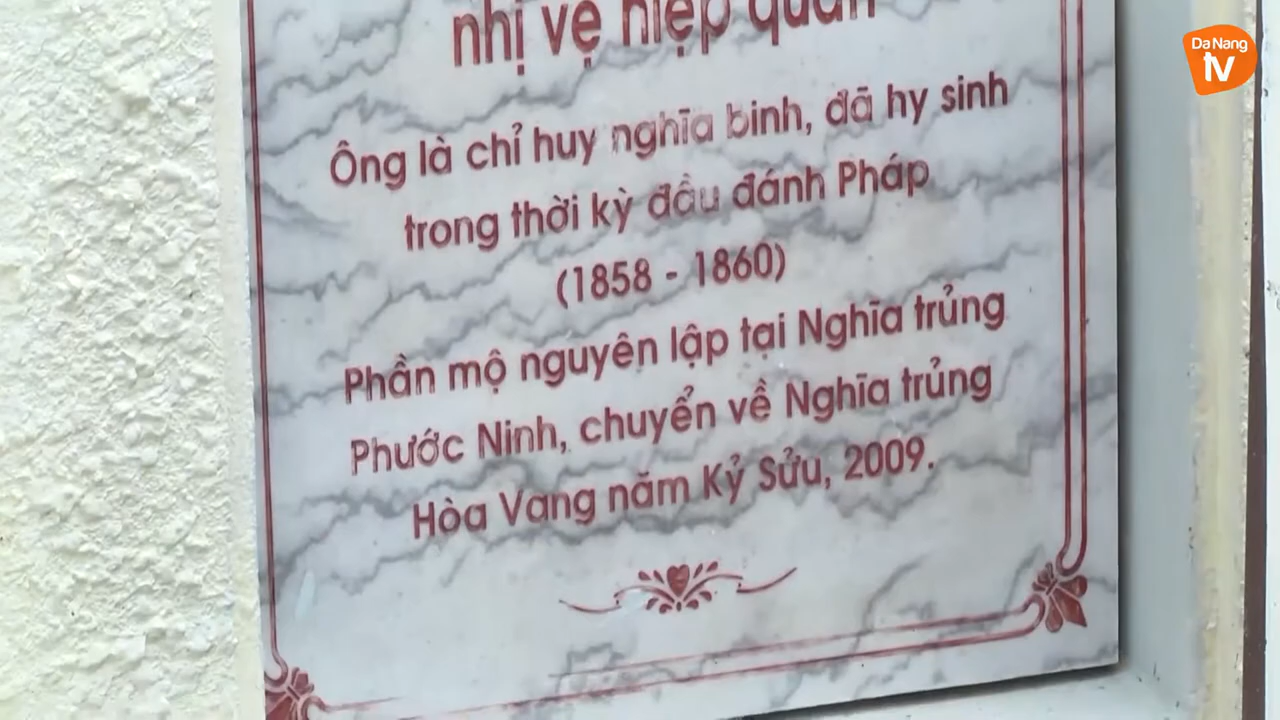 nhị vệ hiệp quản
Ông là chỉ huy nghĩa binh, đã hy sinh
trong thời kỳ đầu đánh Pháp
(1858 - 1860)
Phần mộ nguyên lập tại Nghĩa trủng
Phước Ninh, chuyển về Nghĩa trủng
Hòa Vang năm Kỷ Sửu, 2009.
Da Nang
tv